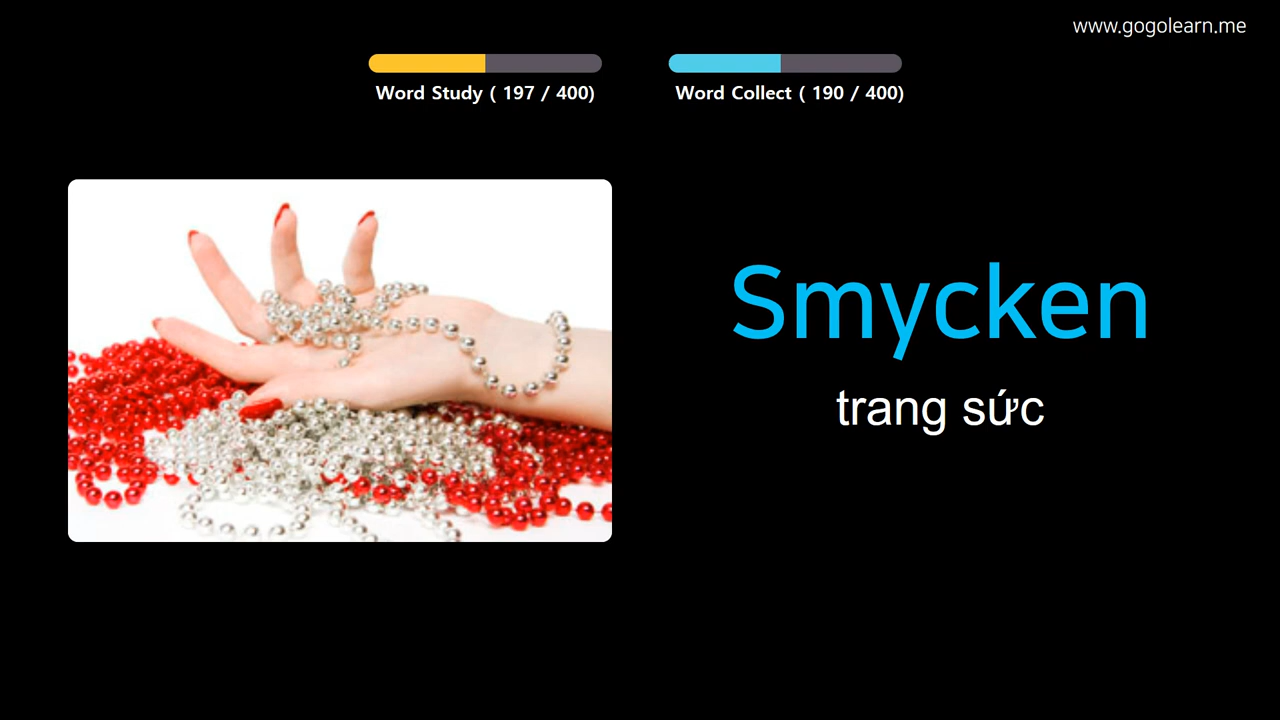 www.gogolearn.me
Word Study ( 197 / 400)
Word Collect ( 190 / 400)
Smycken
trang sức